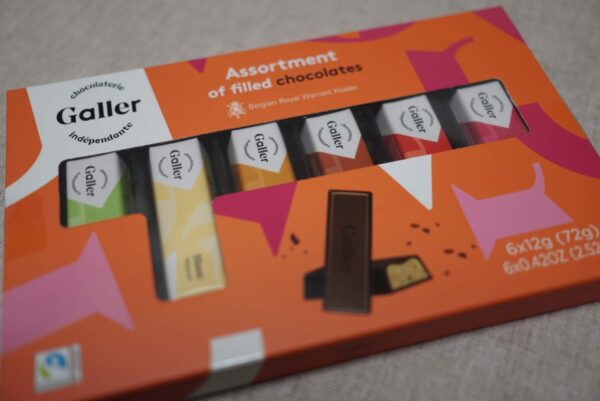 chocolaterie
Galler
indépendante
Assortment
of filled chocolates
Belgian Royal Warrant Holder
Galler
Galler
Galler
Galler
Galler
Galler
Blanc
Galler
6x12g (72g)
6x0.42OZ (2.52